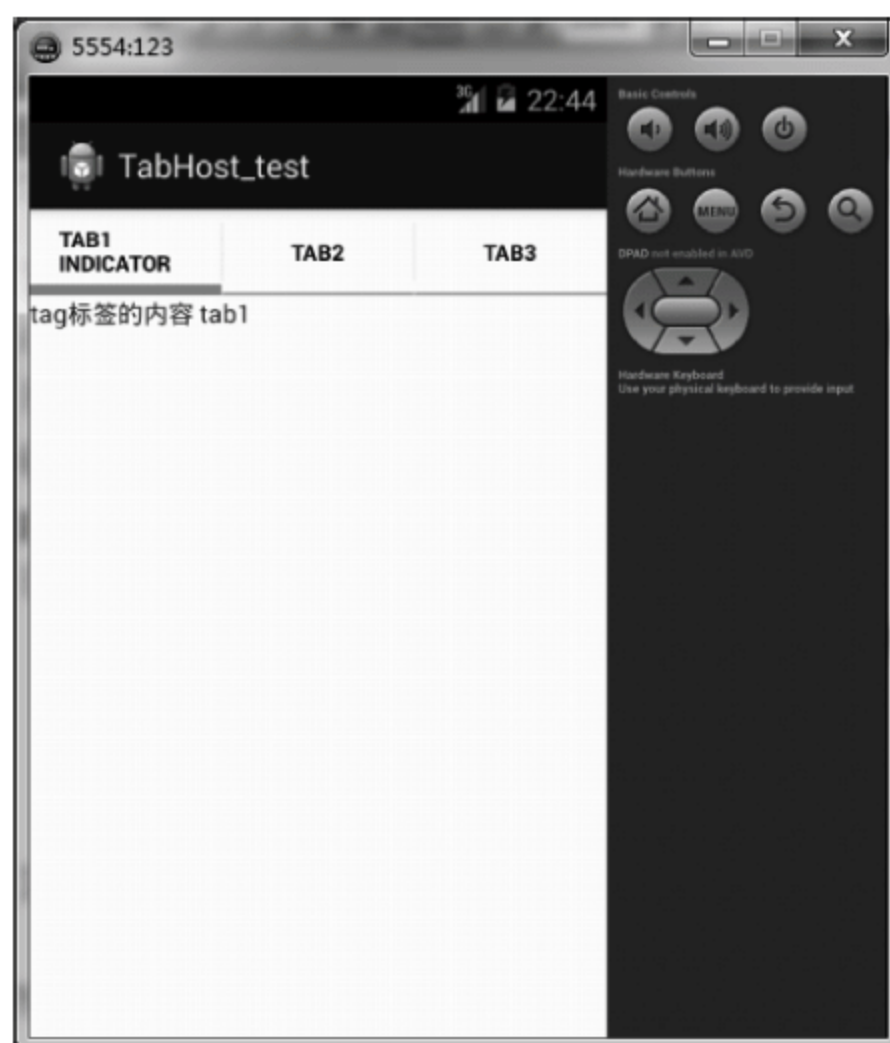 5554:123
3G 22:44
TabHost_test
TAB1
INDICATOR
TAB2
TAB3
tag标签的内容 tab1
Basic Controls
Hardware Buttons
MENU
DPAD not enabled in AVD
Hardware Keyboard
Use your physical keyboard to provide input